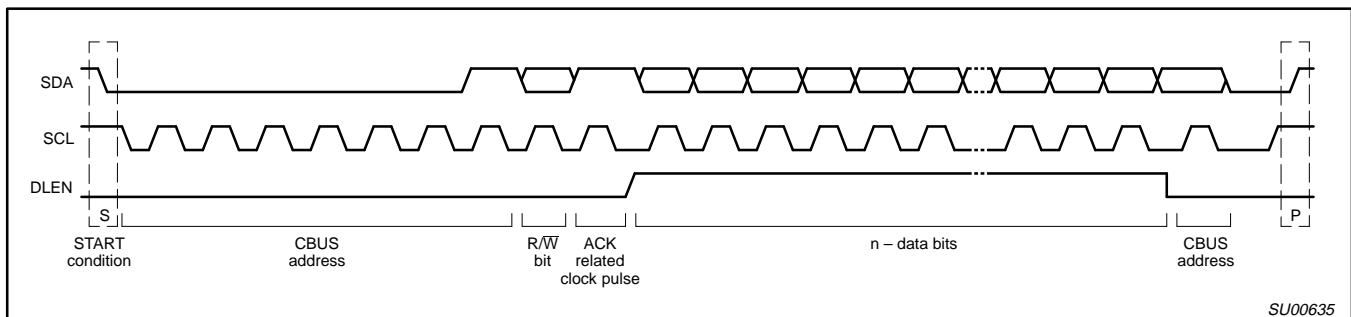 SDA
SCL
DLEN
S
P
START
condition
CBUS
address
R/W̅
bit
ACK
related
clock pulse
n – data bits
CBUS
address
SU00635